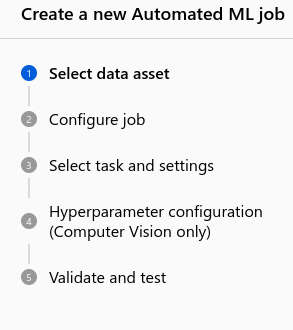 Create a new Automated ML job
1 Select data asset
2 Configure job
3 Select task and settings
4 Hyperparameter configuration
(Computer Vision only)
5 Validate and test